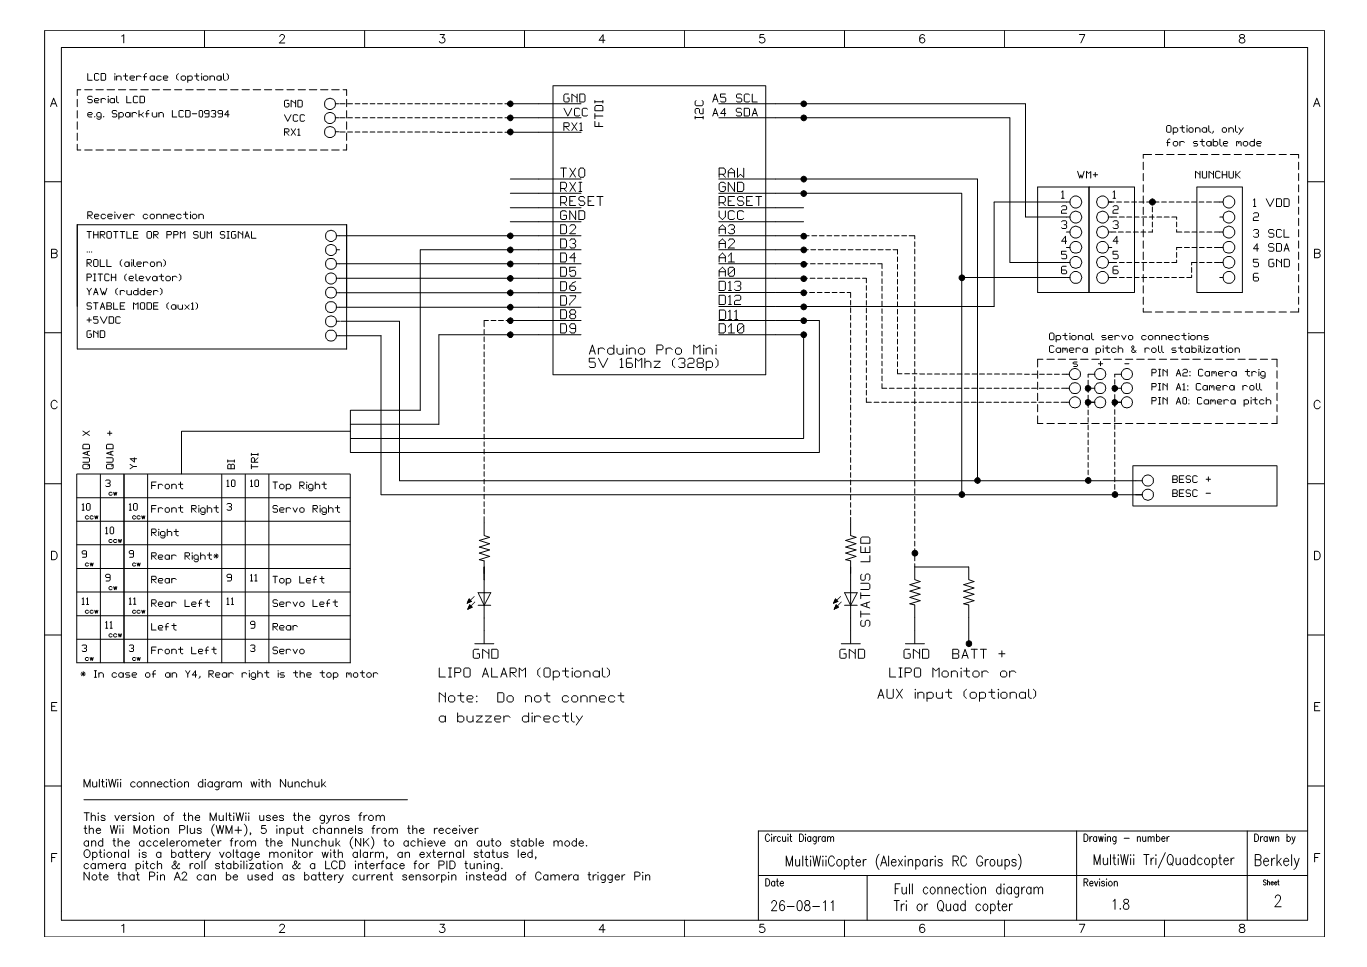 1 2 3 4 5 6 7 8
A A
B B
C C
D D
E E
F F
LCD interface (optional)
Serial LCD
e.g. Sparkfun LCD-09394
GND
VCC
RX1
GND
VCC
RX1
FTDI
I2C
A5 SCL
A4 SDA
TXO
RXI
RESET
GND
D2
D3
D4
D5
D6
D7
D8
D9
RAW
GND
RESET
VCC
A3
A2
A1
A0
D13
D12
D11
D10
Arduino Pro Mini
5V 16Mhz (328p)
Receiver connection
THROTTLE OR PPM SUM SIGNAL
...
ROLL (aileron)
PITCH (elevator)
YAW (rudder)
STABLE MODE (aux1)
+5VDC
GND
Optional, only
for stable mode
WM+
1 1
2 2
3 3
4 4
5 5
6 6
NUNCHUK
1 VDD
2
3 SCL
4 SDA
5 GND
6
Optional servo connections
Camera pitch & roll stabilization
S + -
PIN A2: Camera trig
PIN A1: Camera roll
PIN A0: Camera pitch
BESC +
BESC -
QUAD X
QUAD +
Y4
BI
TRI
3 CW Front 10 10 Top Right
10 CCW 10 CCW Front Right 3 Servo Right
10 CCW Right
9 CW 9 CW Rear Right*
9 CW Rear 9 11 Top Left
11 CCW 11 CCW Rear Left 11 Servo Left
11 CCW Left 9 Rear
3 CW 3 CW Front Left 3 Servo
* In case of an Y4, Rear right is the top motor
GND
LIPO ALARM (Optional)
Note: Do not connect
a buzzer directly
STATUS LED
GND
GND
BATT +
LIPO Monitor or
AUX input (optional)
MultiWii connection diagram with Nunchuk
This version of the MultiWii uses the gyros from
the Wii Motion Plus (WM+), 5 input channels from the receiver
and the accelerometer from the Nunchuk (NK) to achieve an auto stable mode.
Optional is a battery voltage monitor with alarm, an external status led,
camera pitch & roll stabilization & a LCD interface for PID tuning.
Note that Pin A2 can be used as battery current sensorpin instead of Camera trigger Pin
Circuit Diagram
MultiWiiCopter (Alexinparis RC Groups)
Drawing - number
MultiWii Tri/Quadcopter
Drawn by
Berkely
Date
26-08-11
Full connection diagram
Tri or Quad copter
Revision
1.8
Sheet
2
1 2 3 4 5 6 7 8